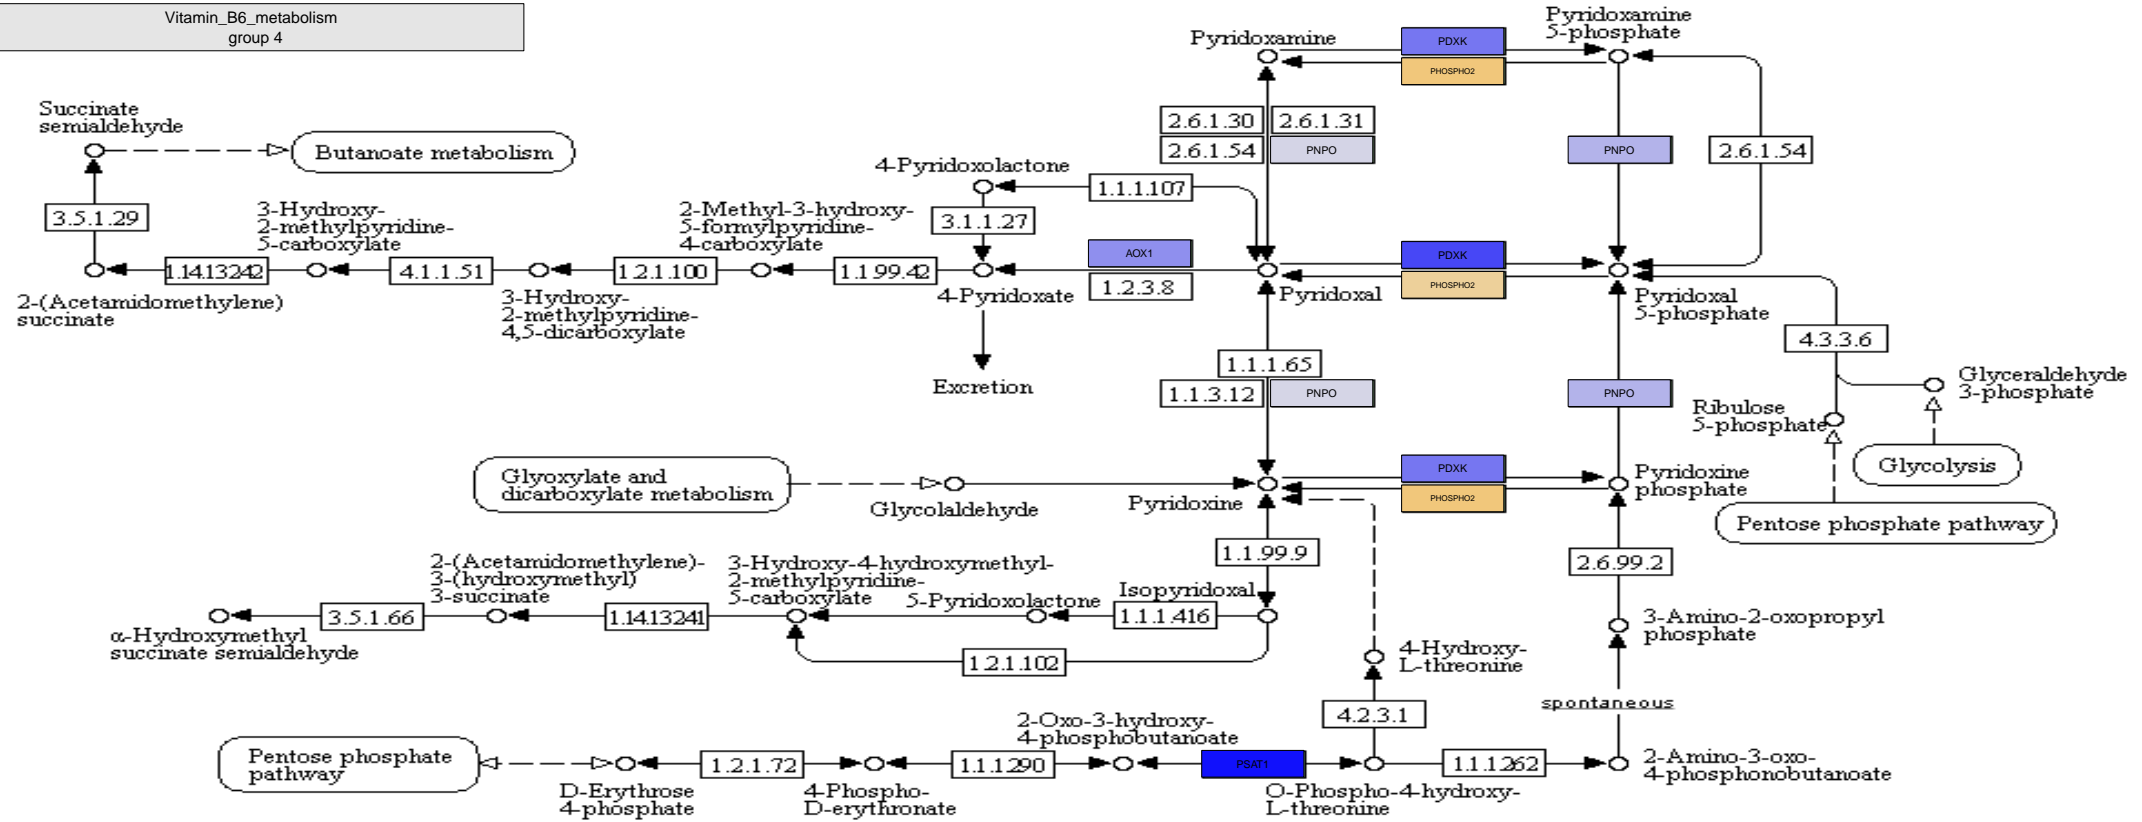 Vitamin_B6_metabolism
group 4
Pyridoxamine
PDXK
PHOSPHO2
Pyridoxamine
5-phosphate
Succinate
semialdehyde
Butanoate metabolism
2.6.1.30
2.6.1.31
2.6.1.54
PNPO
PNPO
2.6.1.54
4-Pyridoxolactone
1.1.1.107
3.5.1.29
3-Hydroxy-
2-methylpyridine-
5-carboxylate
2-Methyl-3-hydroxy-
5-formylpyridine-
4-carboxylate
3.1.1.27
1.14.13242
4.1.1.51
1.2.1.100
1.1.99.42
AOX1
1.2.3.8
PDXK
PHOSPHO2
2-(Acetamidomethylene)
succinate
3-Hydroxy-
2-methylpyridine-
4,5-dicarboxylate
4-Pyridoxate
Pyridoxal
Pyridoxal
5-phosphate
4.3.3.6
1.1.1.65
Excretion
1.1.3.12
PNPO
PNPO
Glyceraldehyde
3-phosphate
Ribulose
5-phosphate
Glycolysis
Glyoxylate and
dicarboxylate metabolism
Glycolaldehyde
Pyridoxine
PDXK
PHOSPHO2
Pyridoxine
phosphate
Pentose phosphate pathway
1.1.99.9
2.6.99.2
2-(Acetamidomethylene)-
3-(hydroxymethyl)
3-succinate
3-Hydroxy-4-hydroxymethyl-
2-methylpyridine-
5-carboxylate
5-Pyridoxolactone
Isopyridoxal
3.5.1.66
1.14.13241
1.1.1.416
α-Hydroxymethyl
succinate semialdehyde
1.2.1.102
3-Amino-2-oxopropyl
phosphate
4-Hydroxy-
L-threonine
spontaneous
4.2.3.1
2-Oxo-3-hydroxy-
4-phosphobutanoate
Pentose phosphate
pathway
1.2.1.72
1.1.1290
PSAT1
1.1.1262
D-Erythrose
4-phosphate
4-Phospho-
D-erythronate
O-Phospho-4-hydroxy-
L-threonine
2-Amino-3-oxo-
4-phosphonobutanoate